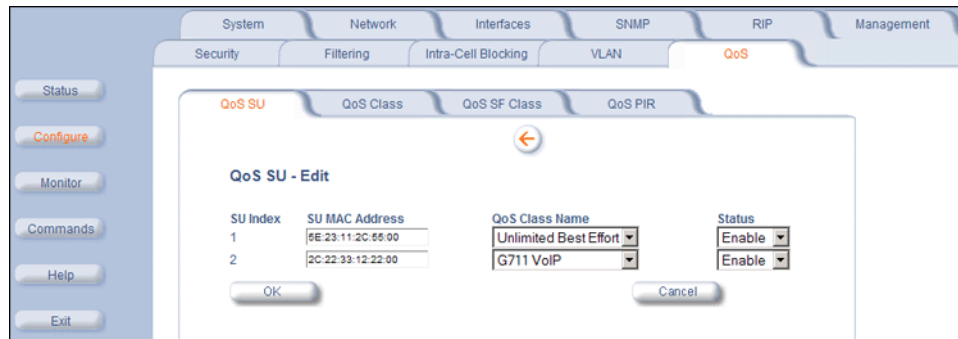 System Network Interfaces SNMP RIP Management
Security Filtering Intra-Cell Blocking VLAN QoS
Status
Configure
Monitor
Commands
Help
Exit
QoS SU QoS Class QoS SF Class QoS PIR
QoS SU - Edit
SU Index SU MAC Address QoS Class Name Status
1 5E:23:11:2C:55:00 Unlimited Best Effort Enable
2 2C:22:33:12:22:00 G711 VoIP Enable
OK Cancel